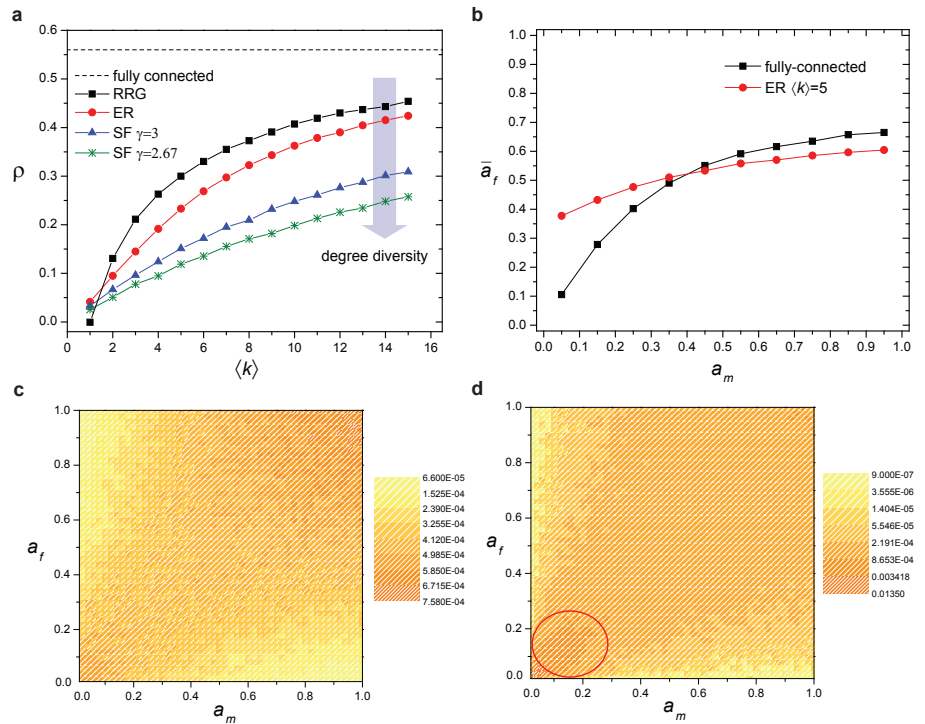 a
0.6
0.5
0.4
0.3
0.2
0.1
0.0
ρ
fully connected
RRG
ER
SF γ=3
SF γ=2.67
degree diversity
0 2 4 6 8 10 12 14 16
⟨k⟩
b
1.0
0.9
0.8
0.7
0.6
0.5
0.4
0.3
0.2
0.1
0.0
a̅f
fully-connected
ER ⟨k⟩=5
0.0 0.1 0.2 0.3 0.4 0.5 0.6 0.7 0.8 0.9 1.0
am
c
1.0
0.8
0.6
0.4
0.2
0.0
af
0.0 0.2 0.4 0.6 0.8 1.0
am
6.600E-05
1.525E-04
2.390E-04
3.255E-04
4.120E-04
4.985E-04
5.850E-04
6.715E-04
7.580E-04
d
1.0
0.8
0.6
0.4
0.2
0.0
af
0.0 0.2 0.4 0.6 0.8 1.0
am
9.000E-07
3.555E-06
1.404E-05
5.546E-05
2.191E-04
8.653E-04
0.003418
0.01350